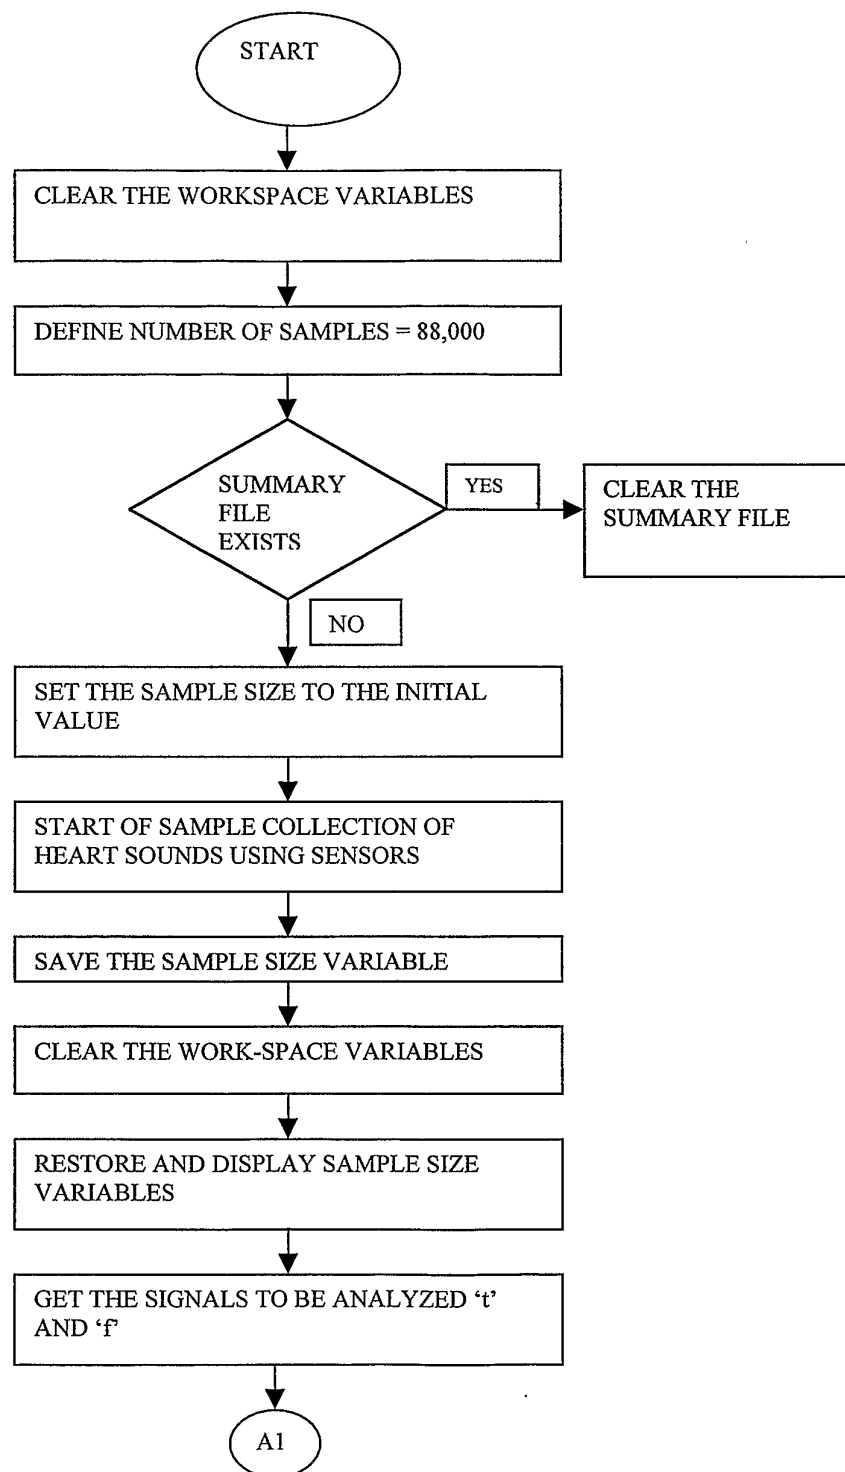 START
CLEAR THE WORKSPACE VARIABLES
DEFINE NUMBER OF SAMPLES = 88,000
SUMMARY
FILE
EXISTS
YES
CLEAR THE
SUMMARY FILE
NO
SET THE SAMPLE SIZE TO THE INITIAL
VALUE
START OF SAMPLE COLLECTION OF
HEART SOUNDS USING SENSORS
SAVE THE SAMPLE SIZE VARIABLE
CLEAR THE WORK-SPACE VARIABLES
RESTORE AND DISPLAY SAMPLE SIZE
VARIABLES
GET THE SIGNALS TO BE ANALYZED ‘t’
AND ‘f’
A1